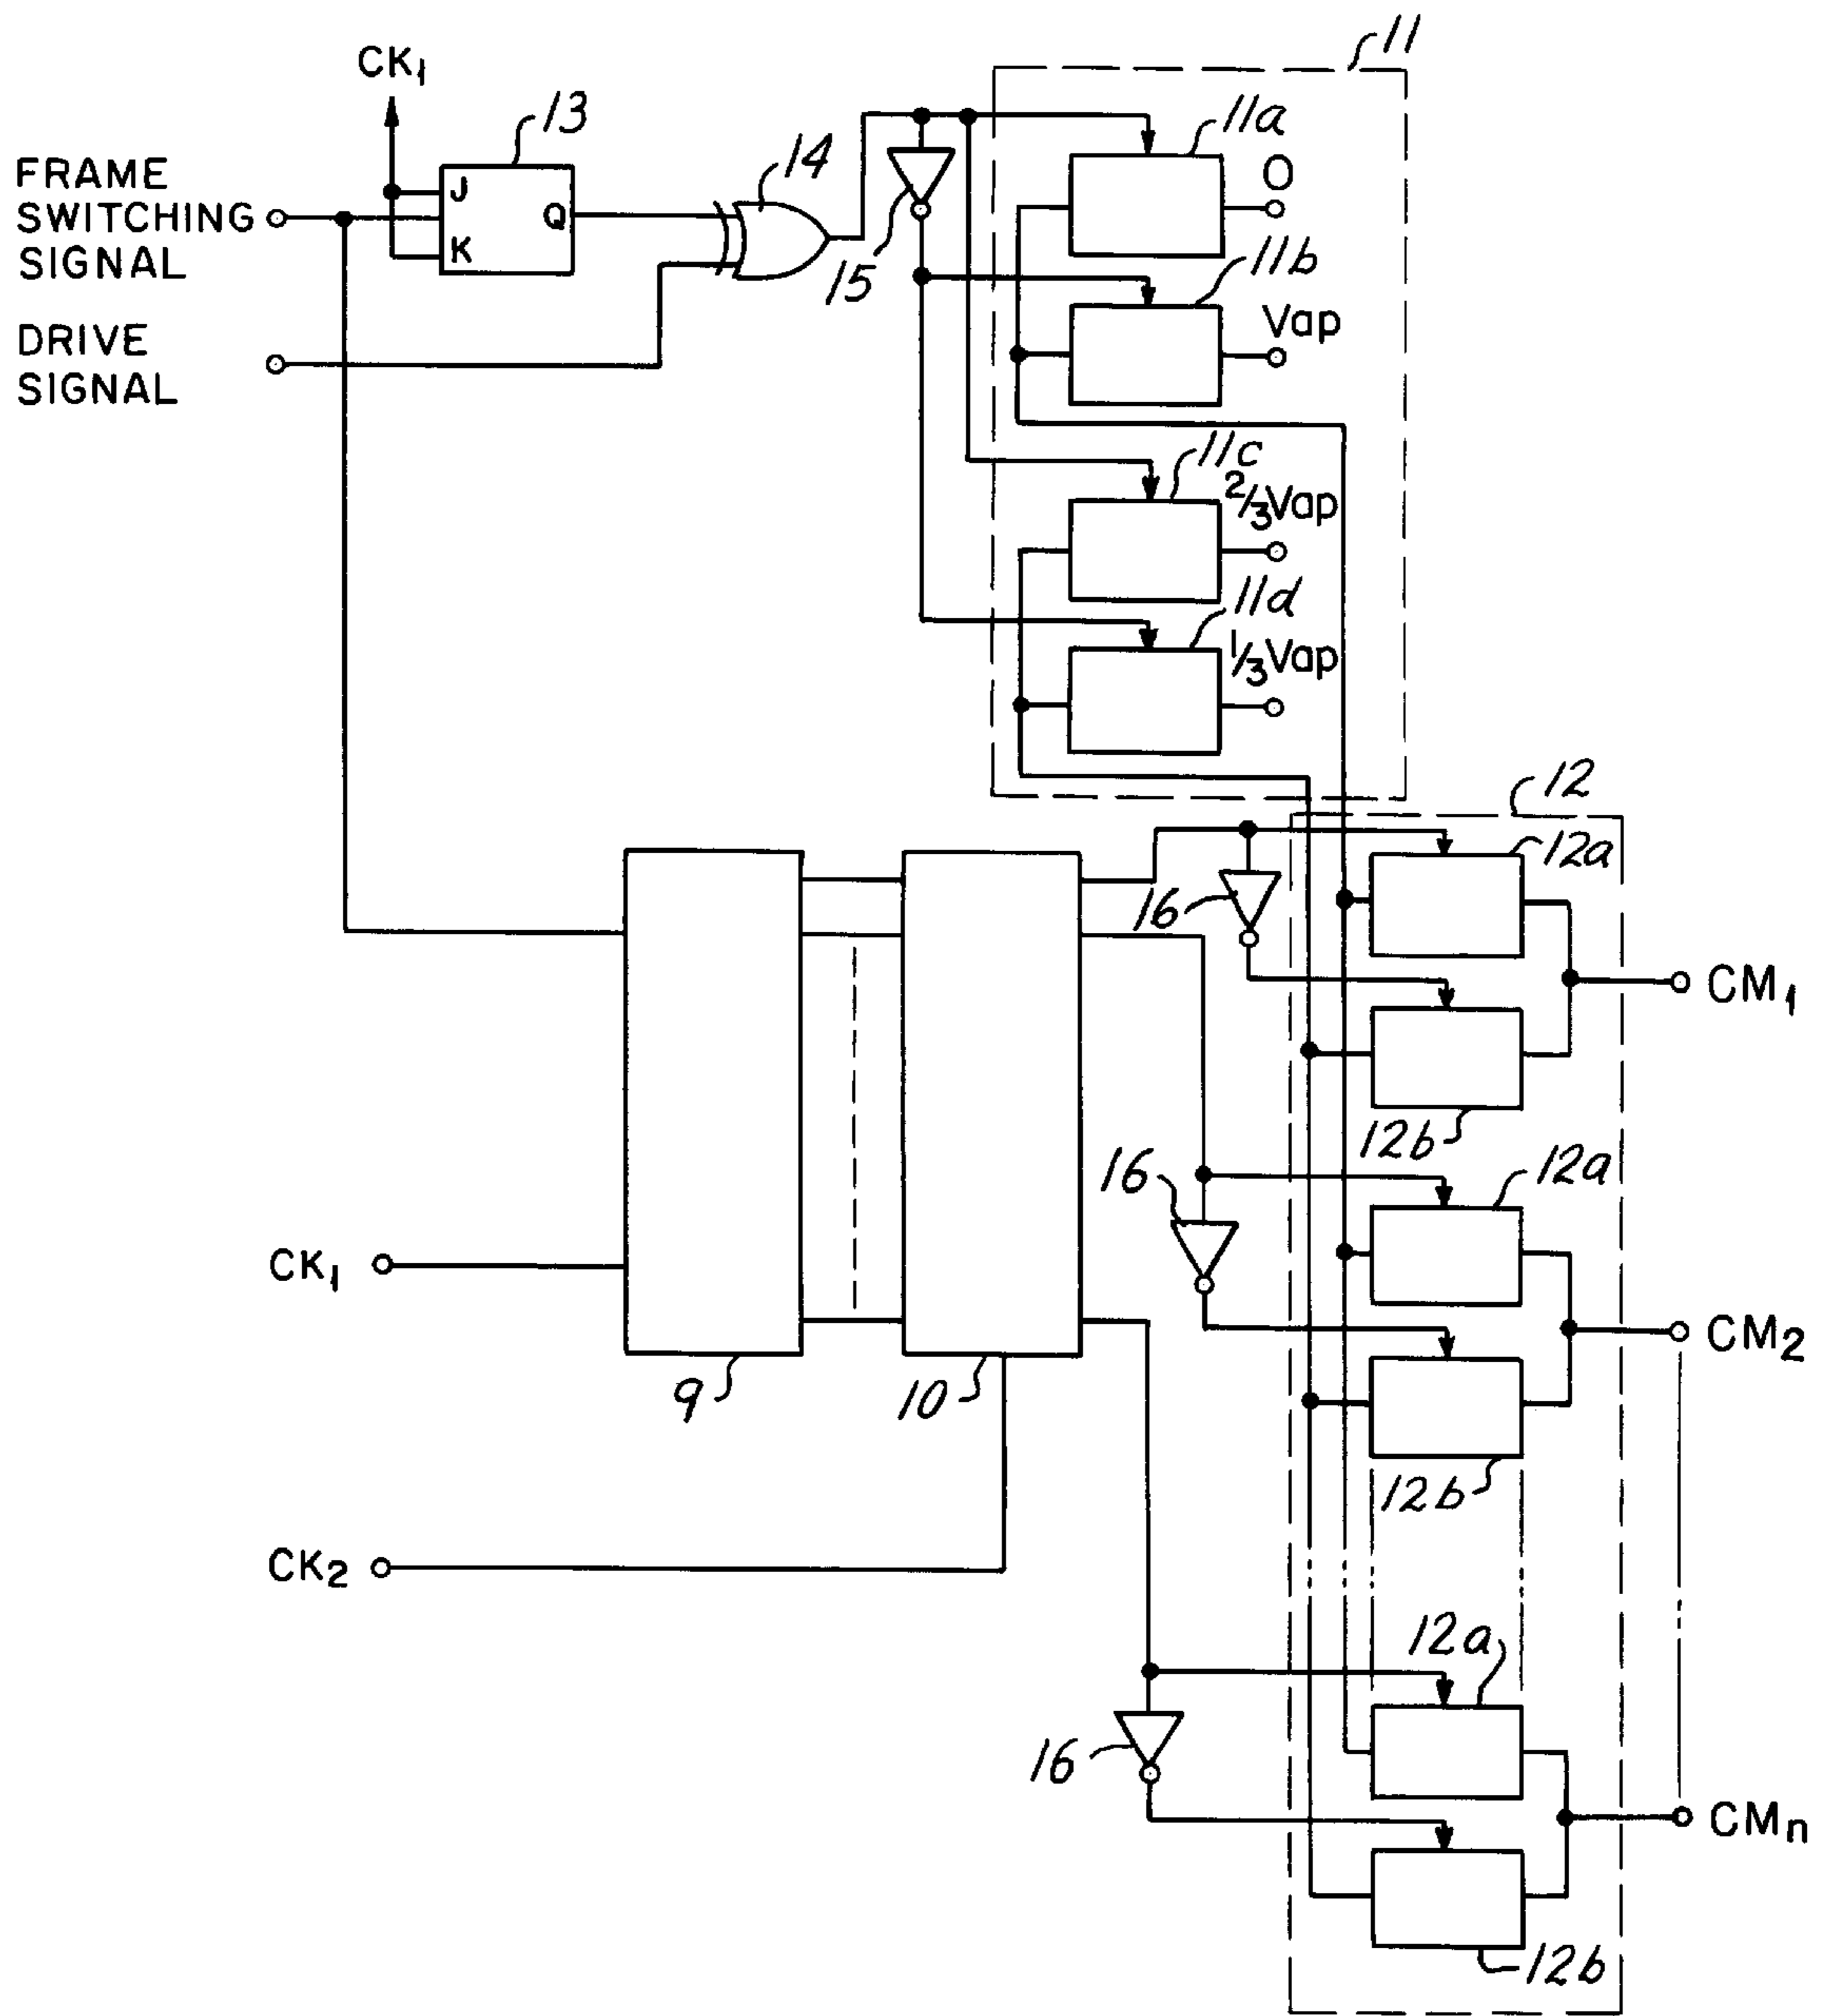 11
CK1
13
11a
FRAME
SWITCHING
SIGNAL
J
Q
K
14
O
15
11b
Vap
DRIVE
SIGNAL
11c
2/3Vap
11d
1/3Vap
12
12a
16
CM1
12b
12a
16
CK1
CM2
9
10
12b
CK2
12a
16
CMn
12b